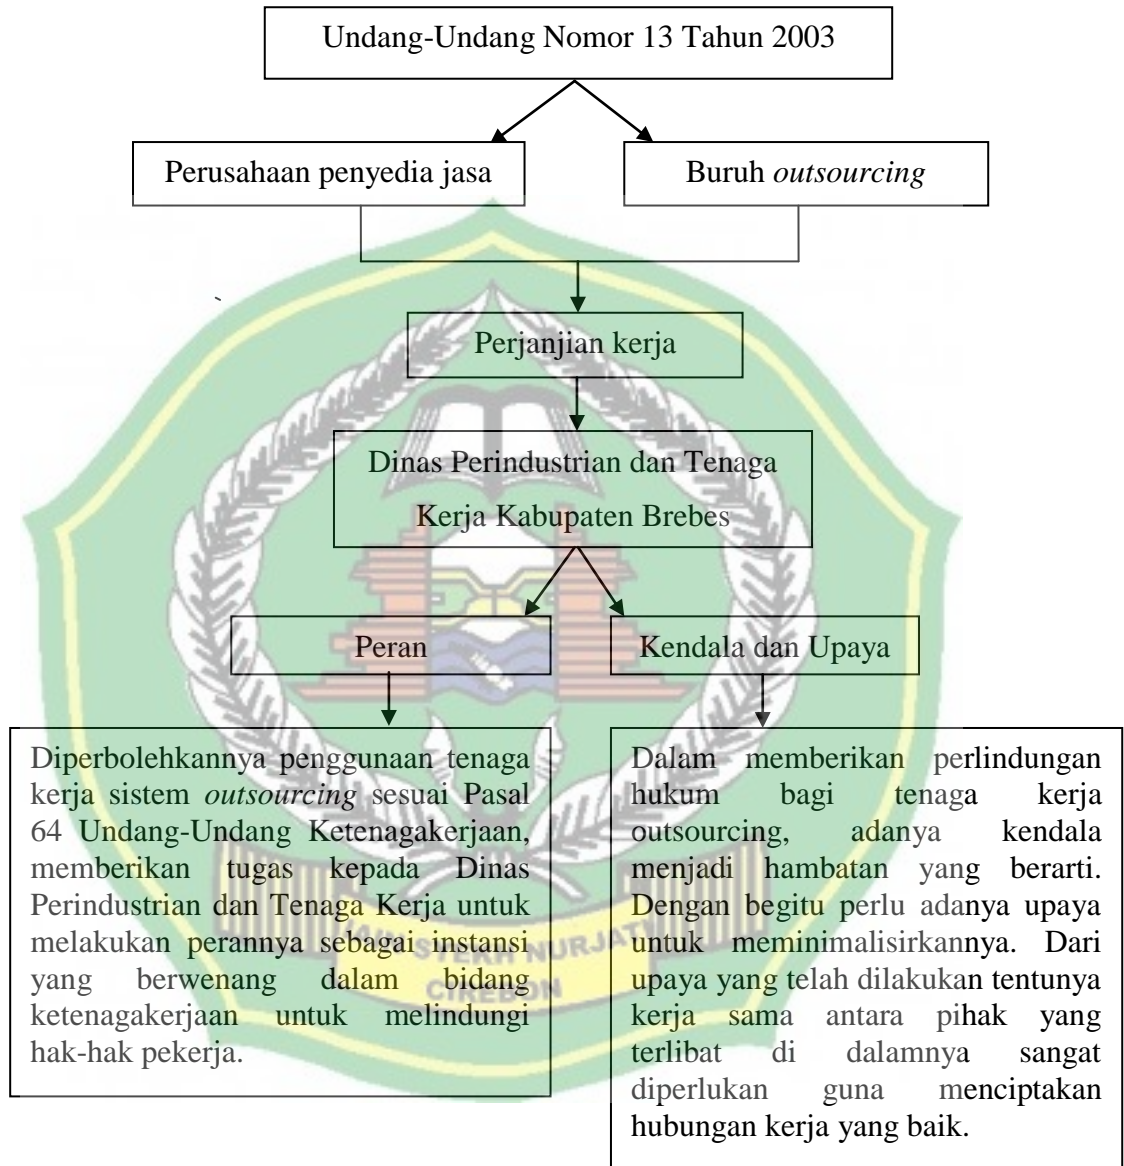 Undang-Undang Nomor 13 Tahun 2003
Perusahaan penyedia jasa
Buruh outsourcing
Perjanjian kerja
Dinas Perindustrian dan Tenaga
Kerja Kabupaten Brebes
Peran
Kendala dan Upaya
Diperbolehkannya penggunaan tenaga
kerja sistem outsourcing sesuai Pasal
64 Undang-Undang Ketenagakerjaan,
memberikan tugas kepada Dinas
Perindustrian dan Tenaga Kerja untuk
melakukan perannya sebagai instansi
yang berwenang dalam bidang
ketenagakerjaan untuk melindungi
hak-hak pekerja.
Dalam memberikan perlindungan
hukum bagi tenaga kerja
outsourcing, adanya kendala
menjadi hambatan yang berarti.
Dengan begitu perlu adanya upaya
untuk meminimalisirkannya. Dari
upaya yang telah dilakukan tentunya
kerja sama antara pihak yang
terlibat di dalamnya sangat
diperlukan guna menciptakan
hubungan kerja yang baik.
IAIN SYEKH NURJATI
CIREBON